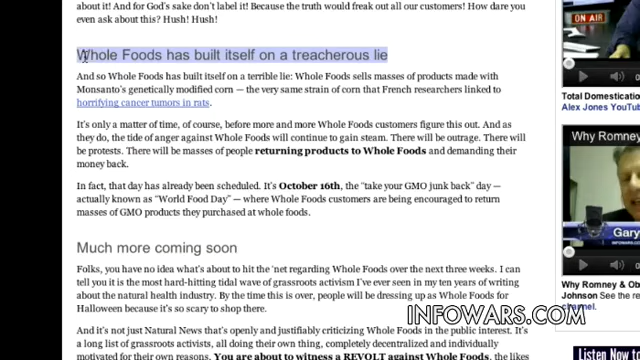 about it! And for God's sake don't label it! Because the truth would freak out all our customers! How dare you
even ask about this? Hush! Hush!
Whole Foods has built itself on a treacherous lie
And so Whole Foods has built itself on a terrible lie: Whole Foods sells masses of products made with
Monsanto's genetically modified corn — the very same strain of corn that French researchers linked to
horrifying cancer tumors in rats.
It's only a matter of time, of course, before more and more Whole Foods customers figure this out. And as
they do, the tide of anger against Whole Foods will continue to gain steam. There will be outrage. There will
be protests. There will be masses of people returning products to Whole Foods and demanding their
money back.
In fact, that day has already been scheduled. It's October 16th, the "take your GMO junk back" day —
actually known as "World Food Day" — where Whole Foods customers are being encouraged to return
masses of GMO products they purchased at whole foods.
Much more coming soon
Folks, you have no idea what's about to hit the 'net regarding Whole Foods over the next three weeks. I can
tell you it is the most hard-hitting tidal wave of grassroots activism I've ever seen in my ten years of writing
about the natural health industry. By the time this is over, people will be dressing up as Whole Foods for
Halloween because it's so scary to shop there.
And it's not just Natural News that's openly and justifiably criticizing Whole Foods in the public interest. It's
a long list of grassroots activists, all doing their own thing, completely decentralized and individually
motivated for their own reasons. You are about to witness a REVOLT against Whole Foods, the likes
ON AIR
Total Domestication
Alex Jones YouTub
Why Romney
Gary
INFOWARS.COM
Why Romney & Ob
Johnson See the re
channel.
Listen Now to
INFOWARS.COM